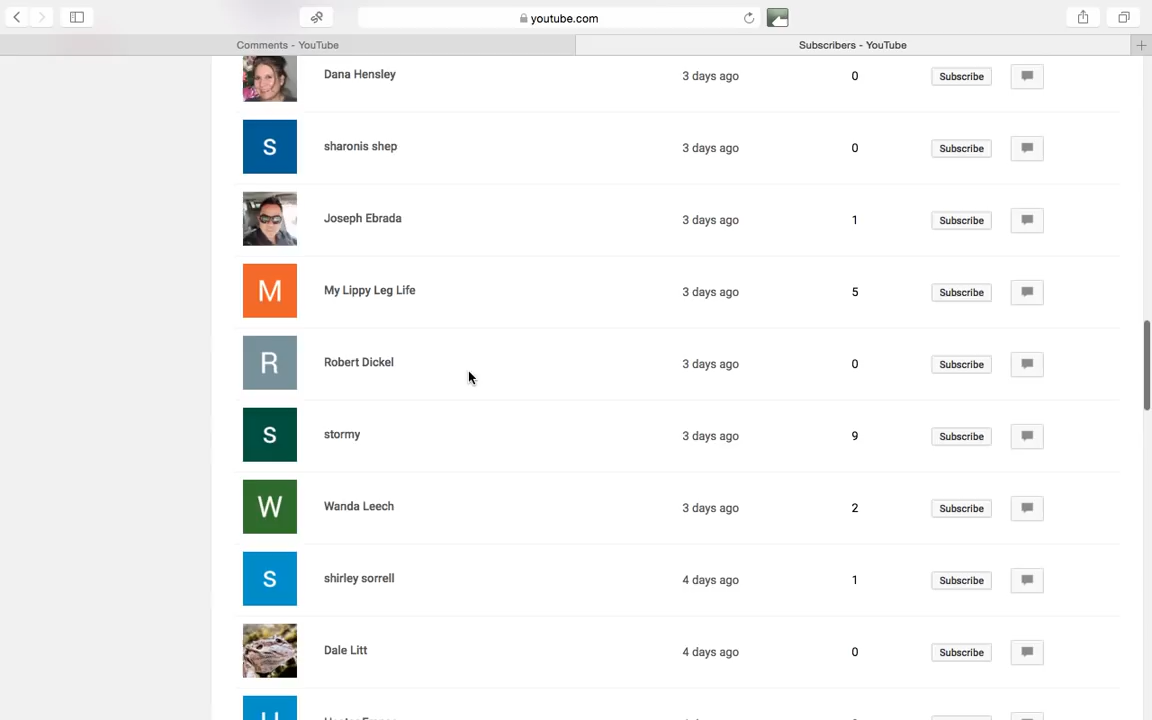 youtube.com
Comments - YouTube
Subscribers - YouTube
Dana Hensley 3 days ago 0 Subscribe
S sharonis shep 3 days ago 0 Subscribe
Joseph Ebrada 3 days ago 1 Subscribe
M My Lippy Leg Life 3 days ago 5 Subscribe
R Robert Dickel 3 days ago 0 Subscribe
S stormy 3 days ago 9 Subscribe
W Wanda Leech 3 days ago 2 Subscribe
S shirley sorrell 4 days ago 1 Subscribe
Dale Litt 4 days ago 0 Subscribe